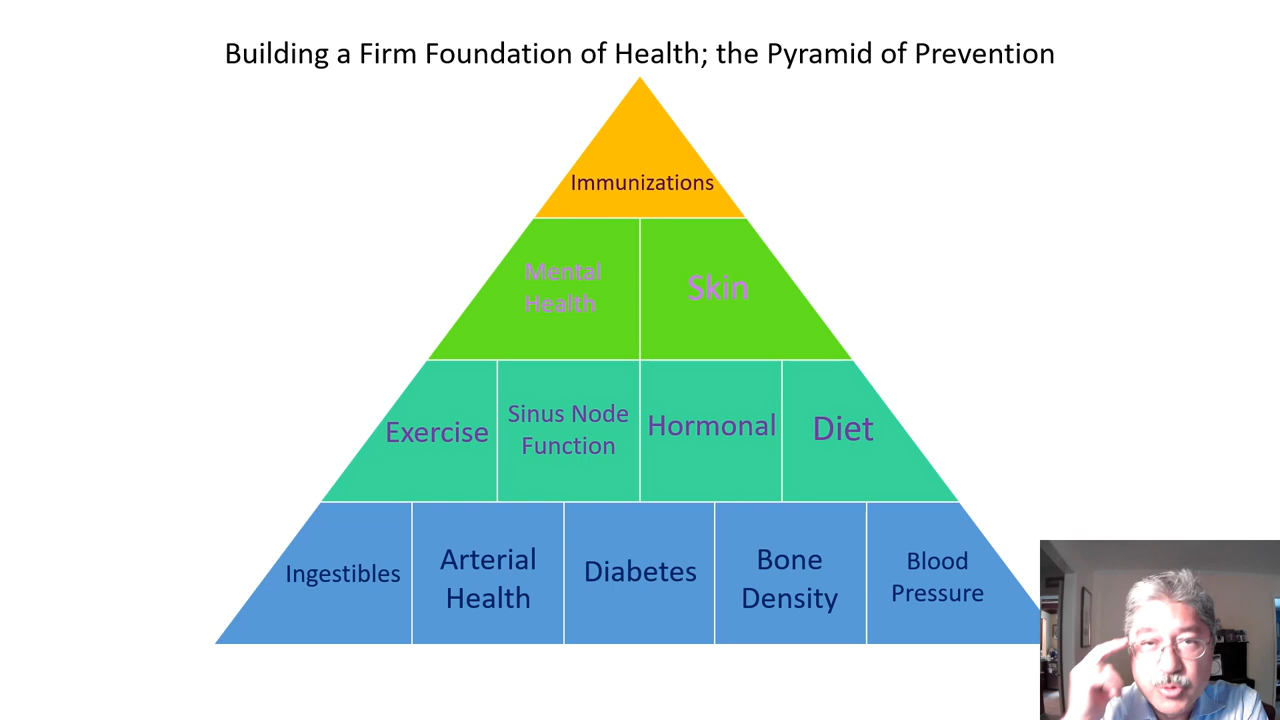 Building a Firm Foundation of Health; the Pyramid of Prevention
Immunizations
Mental
Health
Skin
Exercise
Sinus Node
Function
Hormonal
Diet
Ingestibles
Arterial
Health
Diabetes
Bone
Density
Blood
Pressure